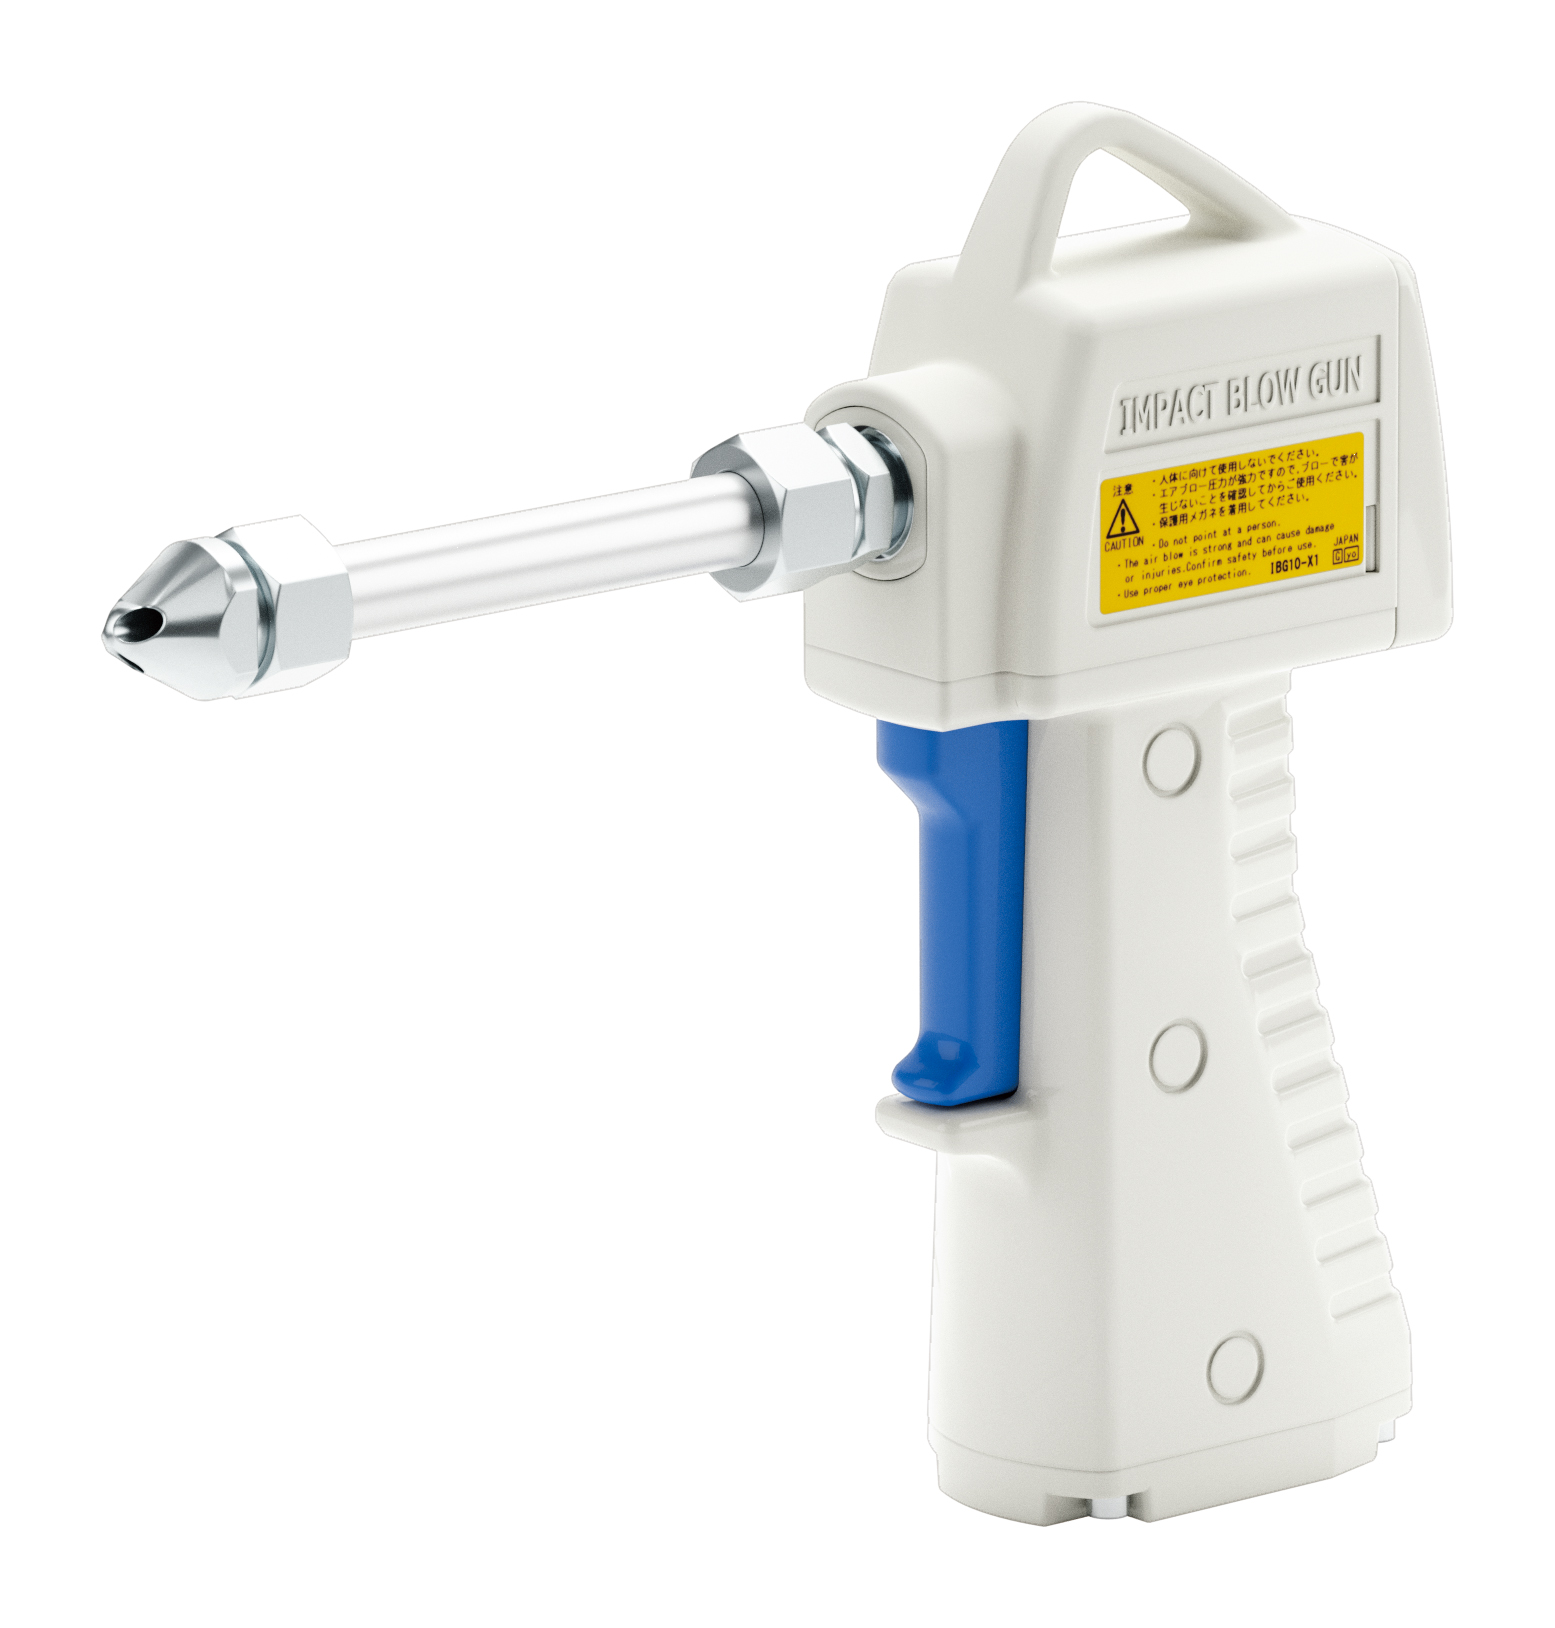 IMPACT BLOW GUN
注意
CAUTION
・人体に向けて使用しないでください。
・エアブロー圧力が強力ですので、ブローで害が
生じないことを確認してからご使用ください。
・保護用メガネを着用してください。
・Do not point at a person.
・The air blow is strong and can cause damage
or injuries.Confirm safety before use.
・Use proper eye protection.
IBG10-X1
JAPAN
C yo